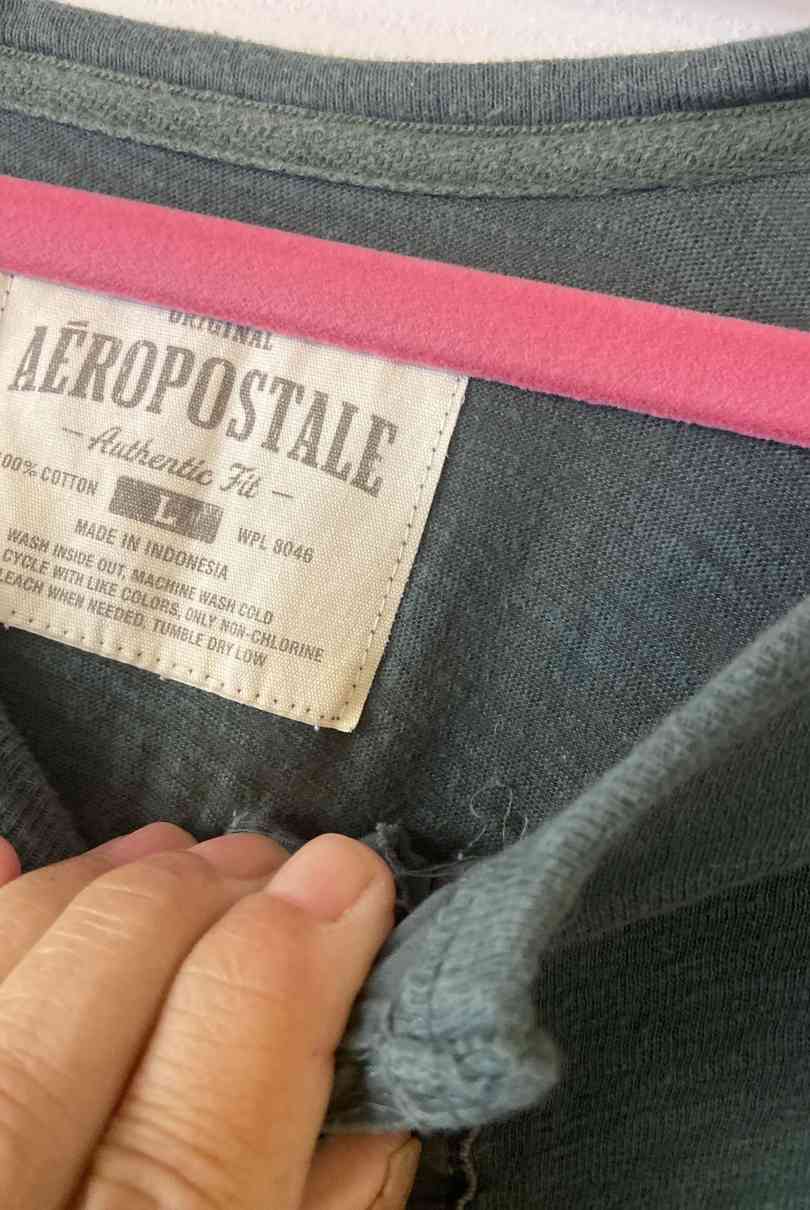 ORIGINAL
AÉROPOSTALE
— Authentic Fit —
00% COTTON L WPL 8046
MADE IN INDONESIA
WASH INSIDE OUT, MACHINE WASH COLD
CYCLE WITH LIKE COLORS, ONLY NON-CHLORINE
LEACH WHEN NEEDED, TUMBLE DRY LOW